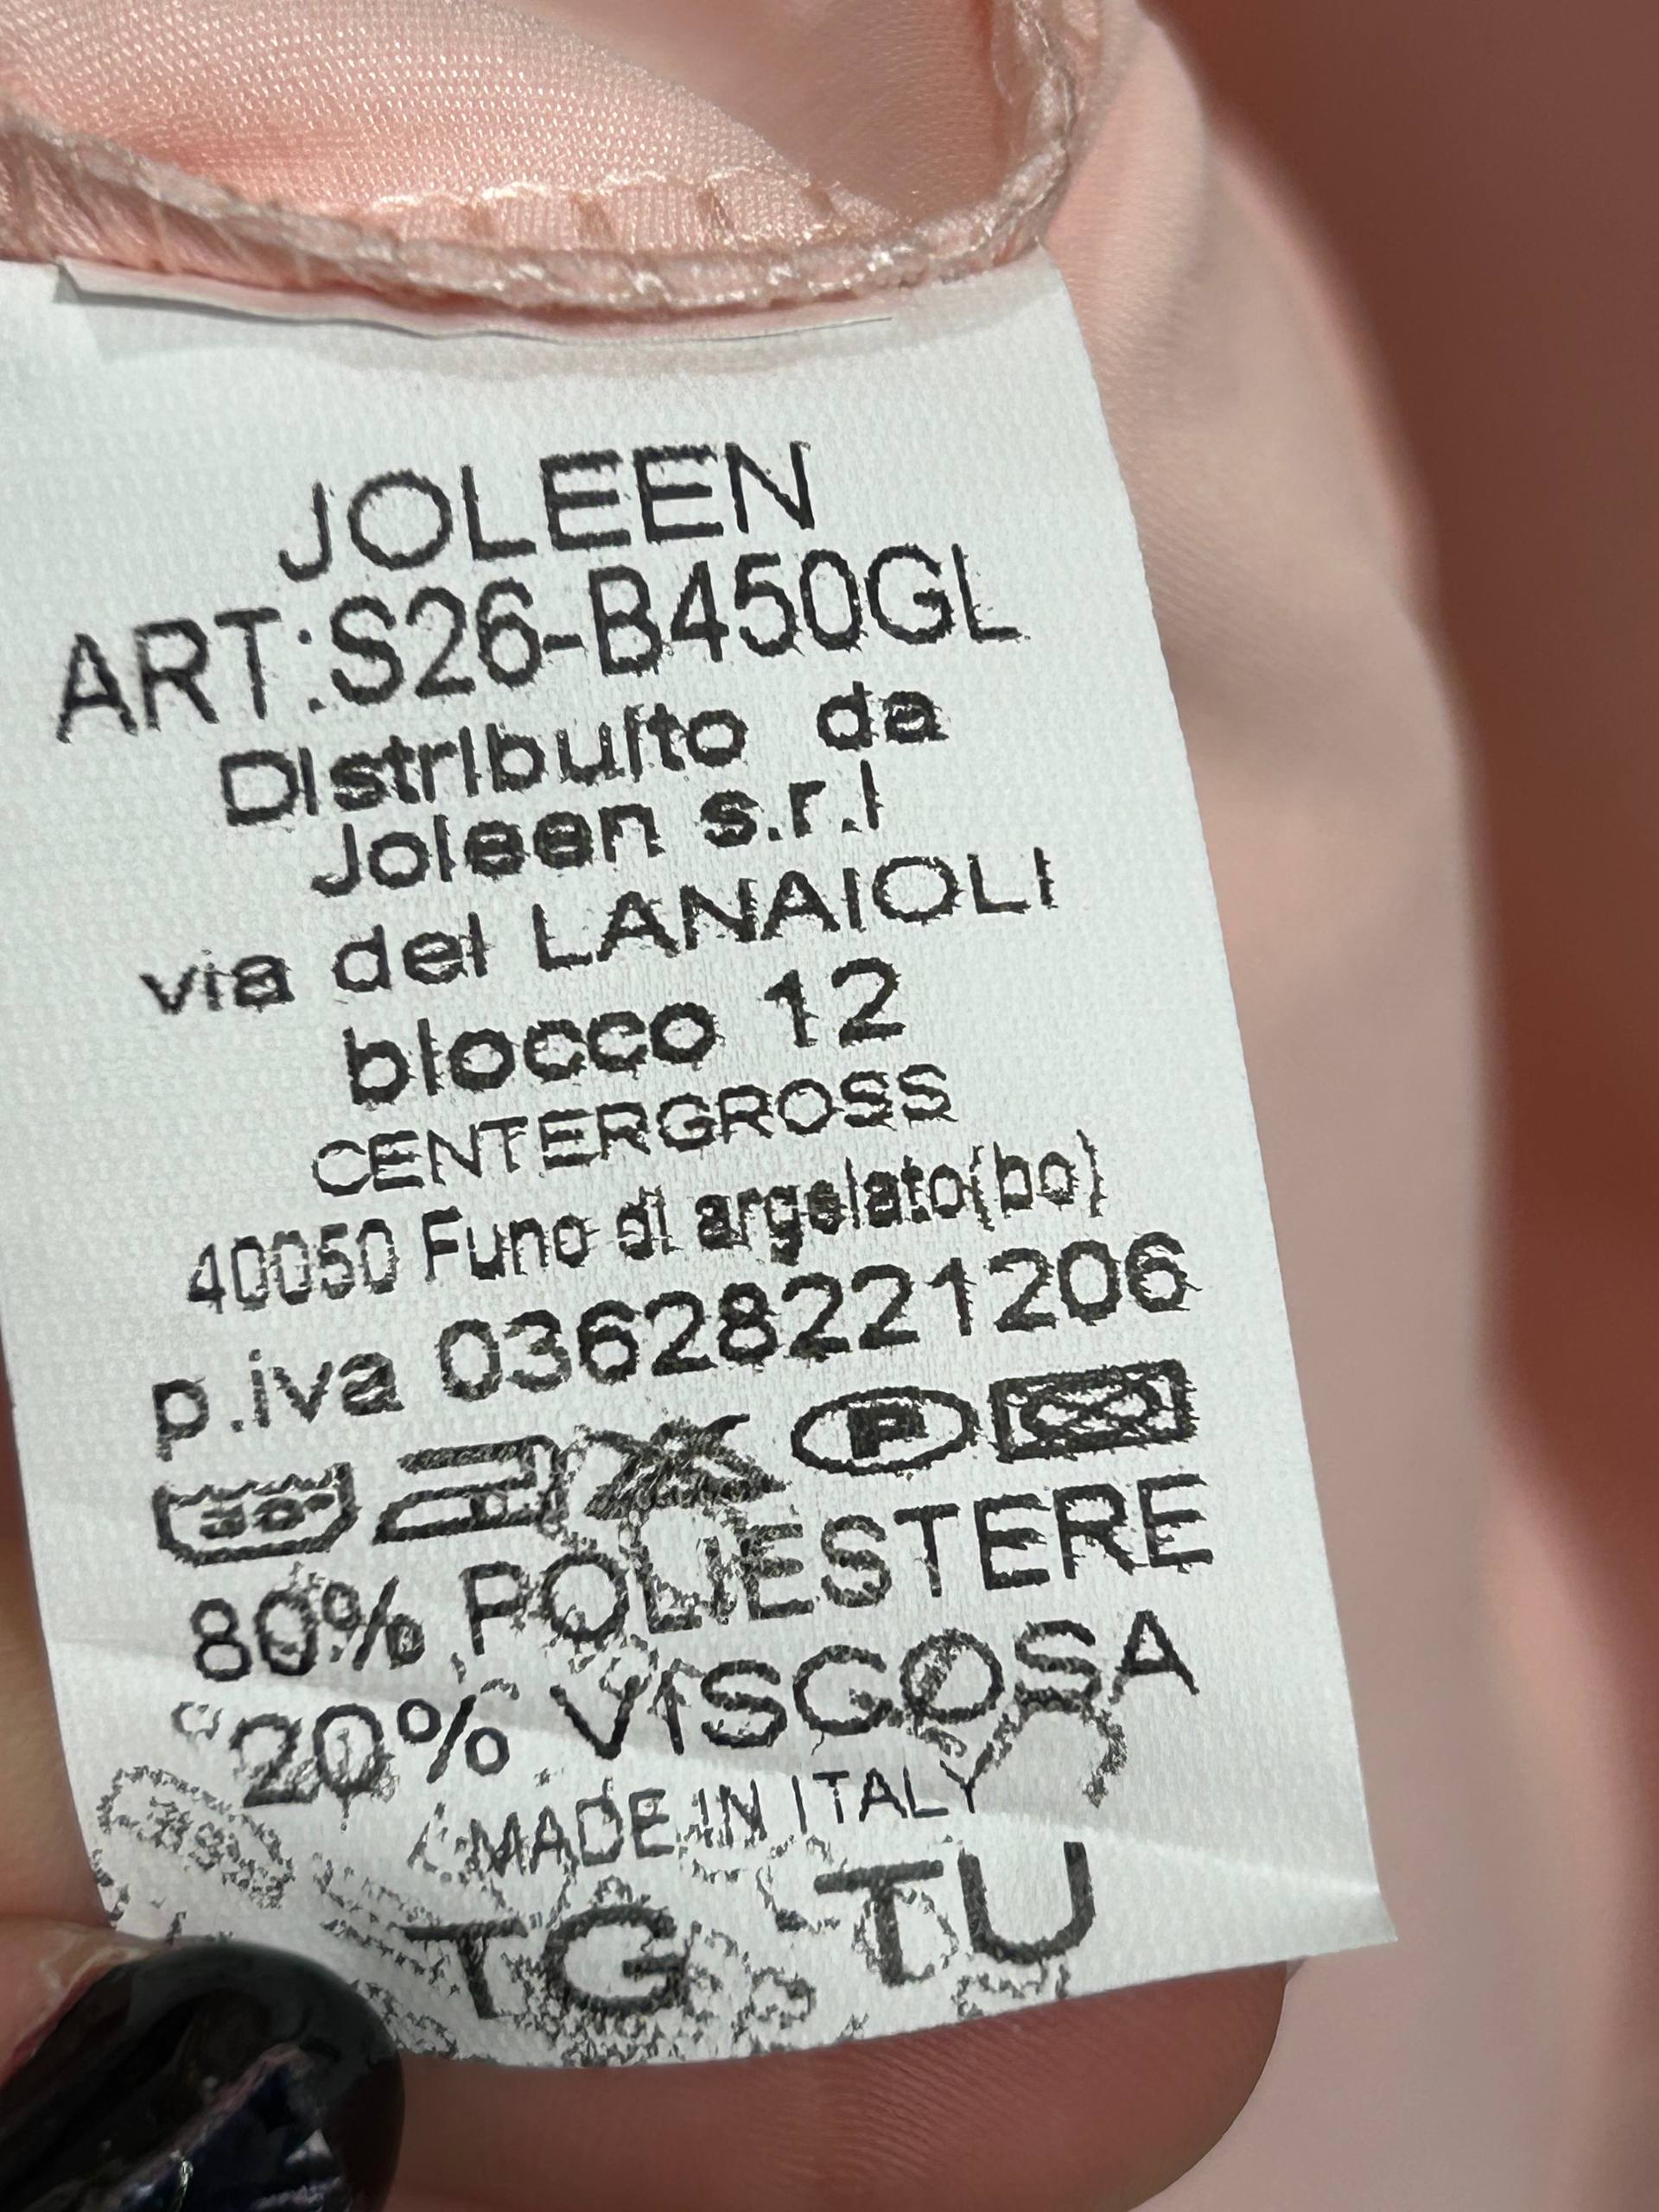 JOLEEN
ART:S26-B450GL
Distribuito da
Joleen s.r.l
via dei LANAIOLI
blocco 12
CENTERGROSS
40050 Funo di argelato(bo)
p.iva 03628221206
P
80% POLIESTERE
20% VISCOSA
MADE IN ITALY
TG TU